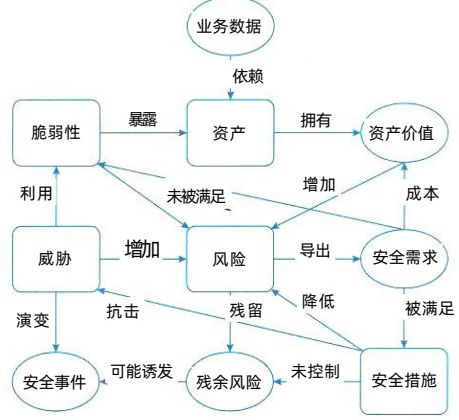 业务数据
依赖
脆弱性
暴露
资产
拥有
资产价值
利用
未被满足
增加
成本
威胁
增加
风险
导出
安全需求
演变
抗击
残留
降低
被满足
安全事件
可能诱发
残余风险
未控制
安全措施